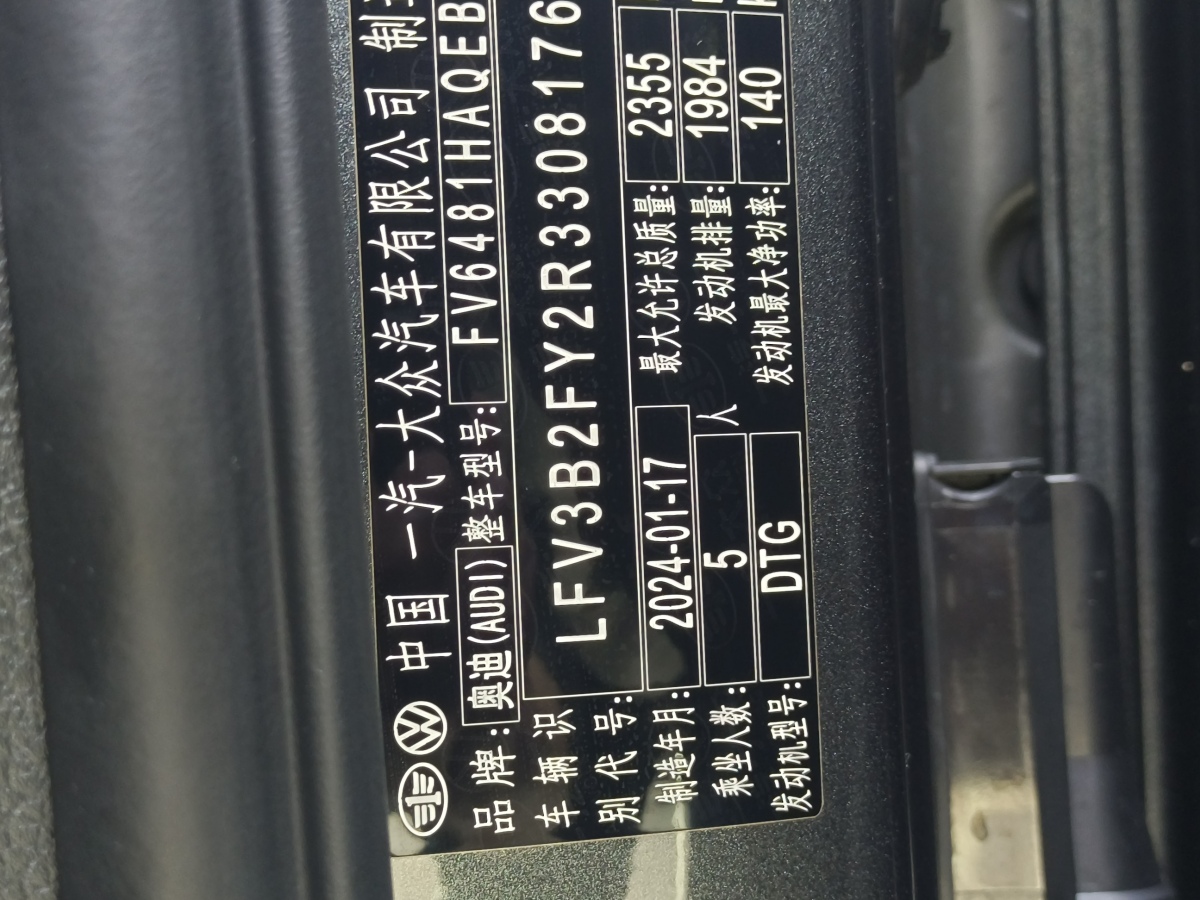 中国 一汽-大众汽车有限公司 制
品牌: 奥迪(AUDI) 整车型号: FV6481HAQEB
车辆识 LFV3B2FY2R3308176
别代号:
制造年月: 2024-01-17 最大允许总质量: 2355
乘坐人数: 5 人 发动机排量: 1984
发动机型号: DTG 发动机最大净功率: 140